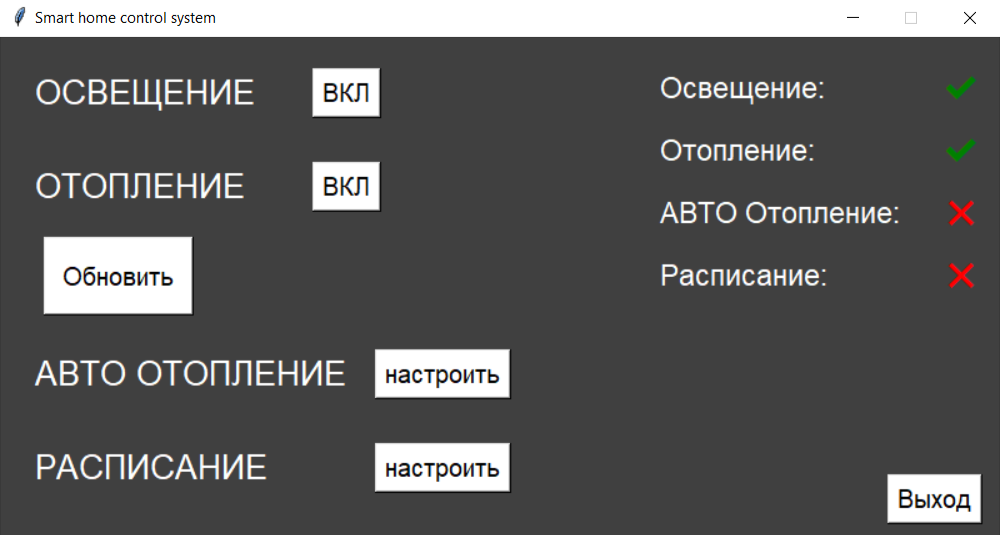 Smart home control system
ОСВЕЩЕНИЕ
ВКЛ
ОТОПЛЕНИЕ
ВКЛ
Обновить
АВТО ОТОПЛЕНИЕ
настроить
РАСПИСАНИЕ
настроить
Освещение:
Отопление:
АВТО Отопление:
Расписание:
Выход